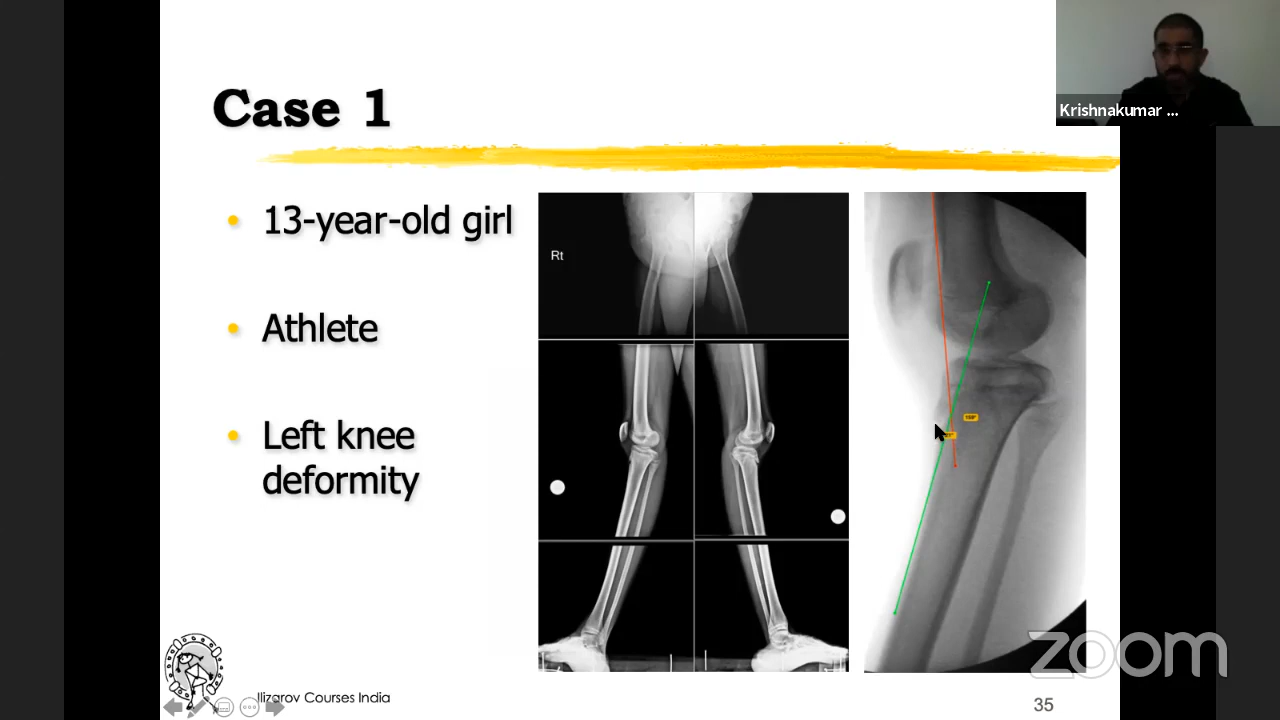 Case 1
Krishnakumar ...
• 13-year-old girl
• Athlete
• Left knee
deformity
Rt
Ilizarov Courses India
35
zoom